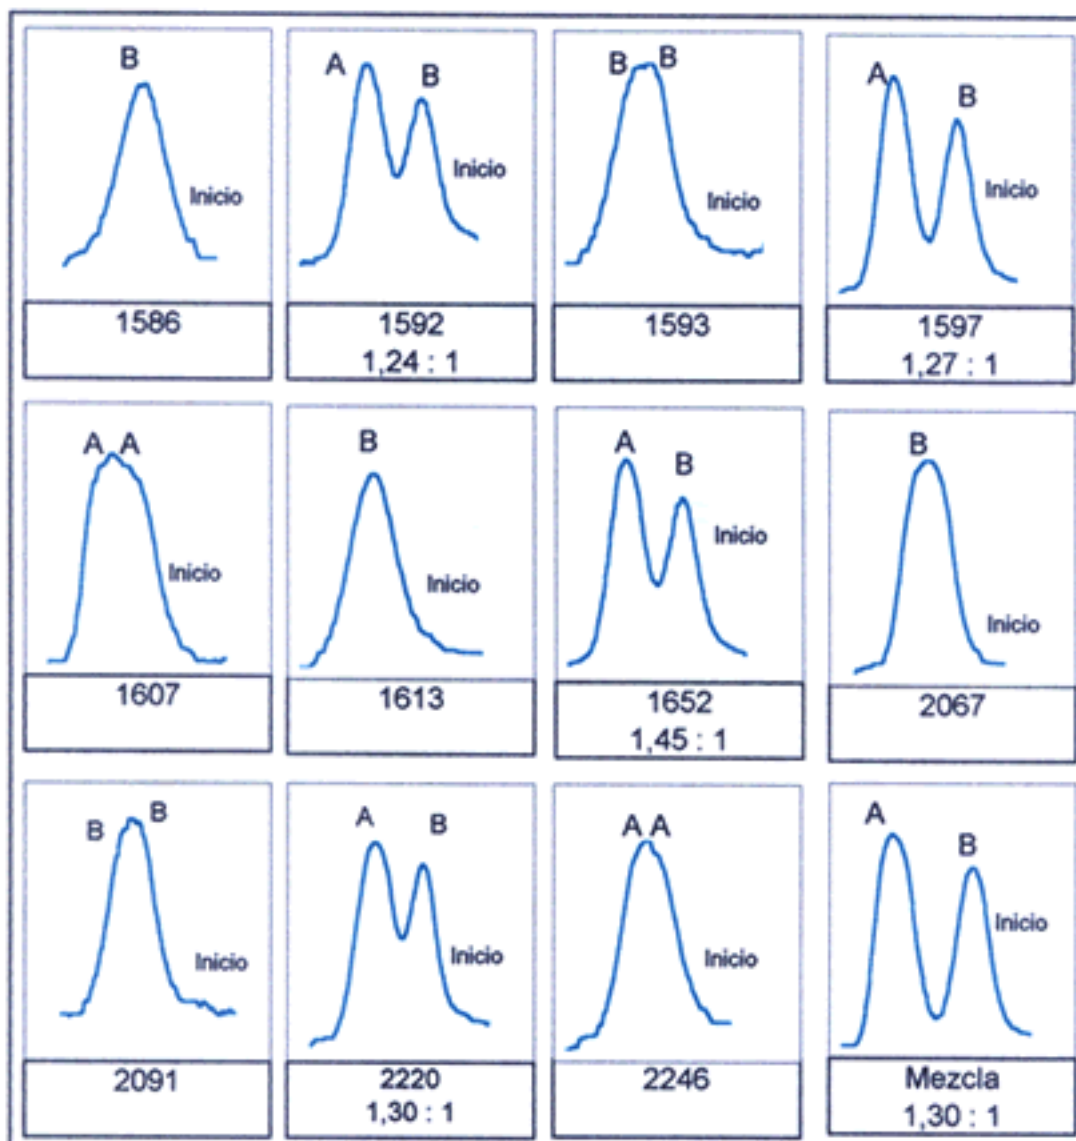 B
Inicio
1586
A
B
Inicio
1592
1,24 : 1
B B
Inicio
1593
A
B
Inicio
1597
1,27 : 1
A A
Inicio
1607
B
Inicio
1613
A
B
Inicio
1652
1,45 : 1
B
Inicio
2067
B B
Inicio
2091
A
B
Inicio
2220
1,30 : 1
A A
Inicio
2246
A
B
Inicio
Mezcla
1,30 : 1